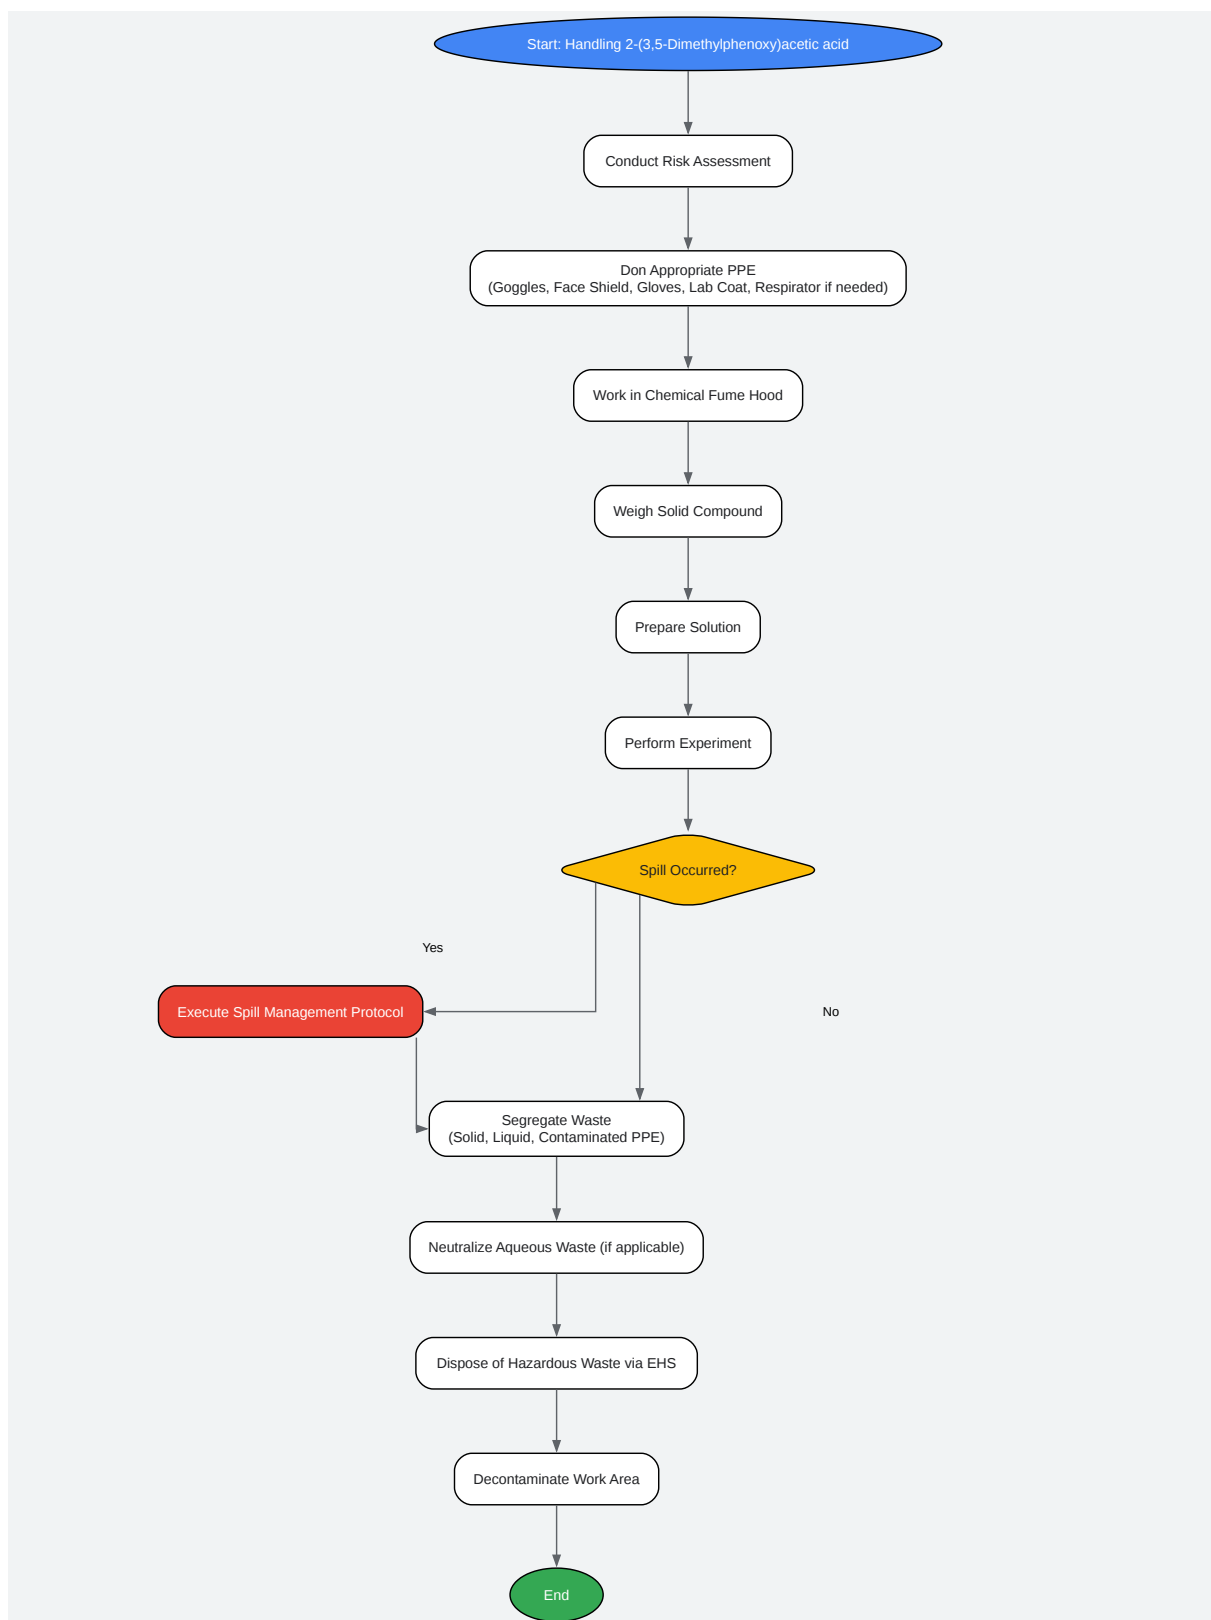 Start: Handling 2-(3,5-Dimethylphenoxy)acetic acid
Conduct Risk Assessment
Don Appropriate PPE
(Goggles, Face Shield, Gloves, Lab Coat, Respirator if needed)
Work in Chemical Fume Hood
Weigh Solid Compound
Prepare Solution
Perform Experiment
Spill Occurred?
Yes
Execute Spill Management Protocol
No
Segregate Waste
(Solid, Liquid, Contaminated PPE)
Neutralize Aqueous Waste (if applicable)
Dispose of Hazardous Waste via EHS
Decontaminate Work Area
End